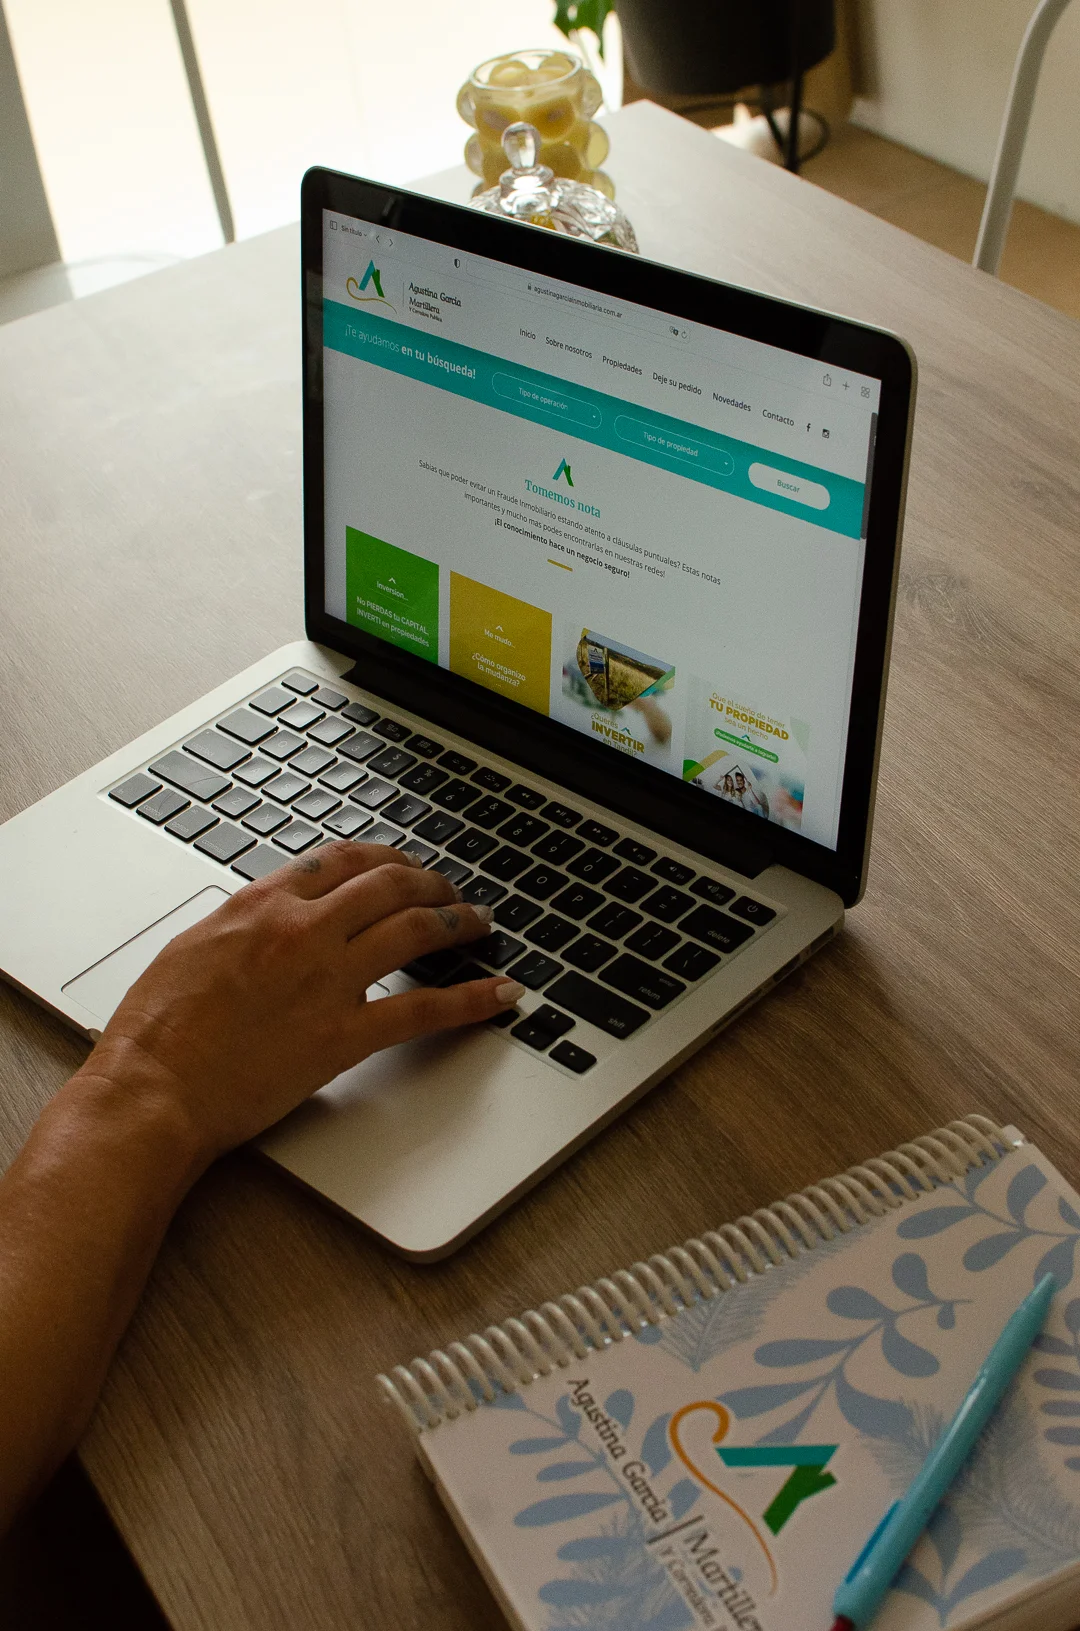 Sin título
agustinagarciainmobiliaria.com.ar
Agustina García
Martillera
Y Corredora Pública
Inicio
Sobre nosotros
Propiedades
Deje su pedido
Novedades
Contacto
¡Te ayudamos en tu búsqueda!
Tipo de operación
Tipo de propiedad
Buscar
Tomemos nota
Sabías que poder evitar un Fraude Inmobiliario estando atento a cláusulas puntuales? Estas notas
importantes y mucho mas podes encontrarlas en nuestras redes!
¡El conocimiento hace un negocio seguro!
Inversion...
No PIERDAS tu CAPITAL,
INVERTÍ en propiedades
Me mudo...
¿Cómo organizo
la mudanza?
¿Querés
INVERTIR
en Tandil?
Que el sueño de tener
TU PROPIEDAD
sea un hecho
delete
return
shift
Agustina García
Martillera
Y Corredora